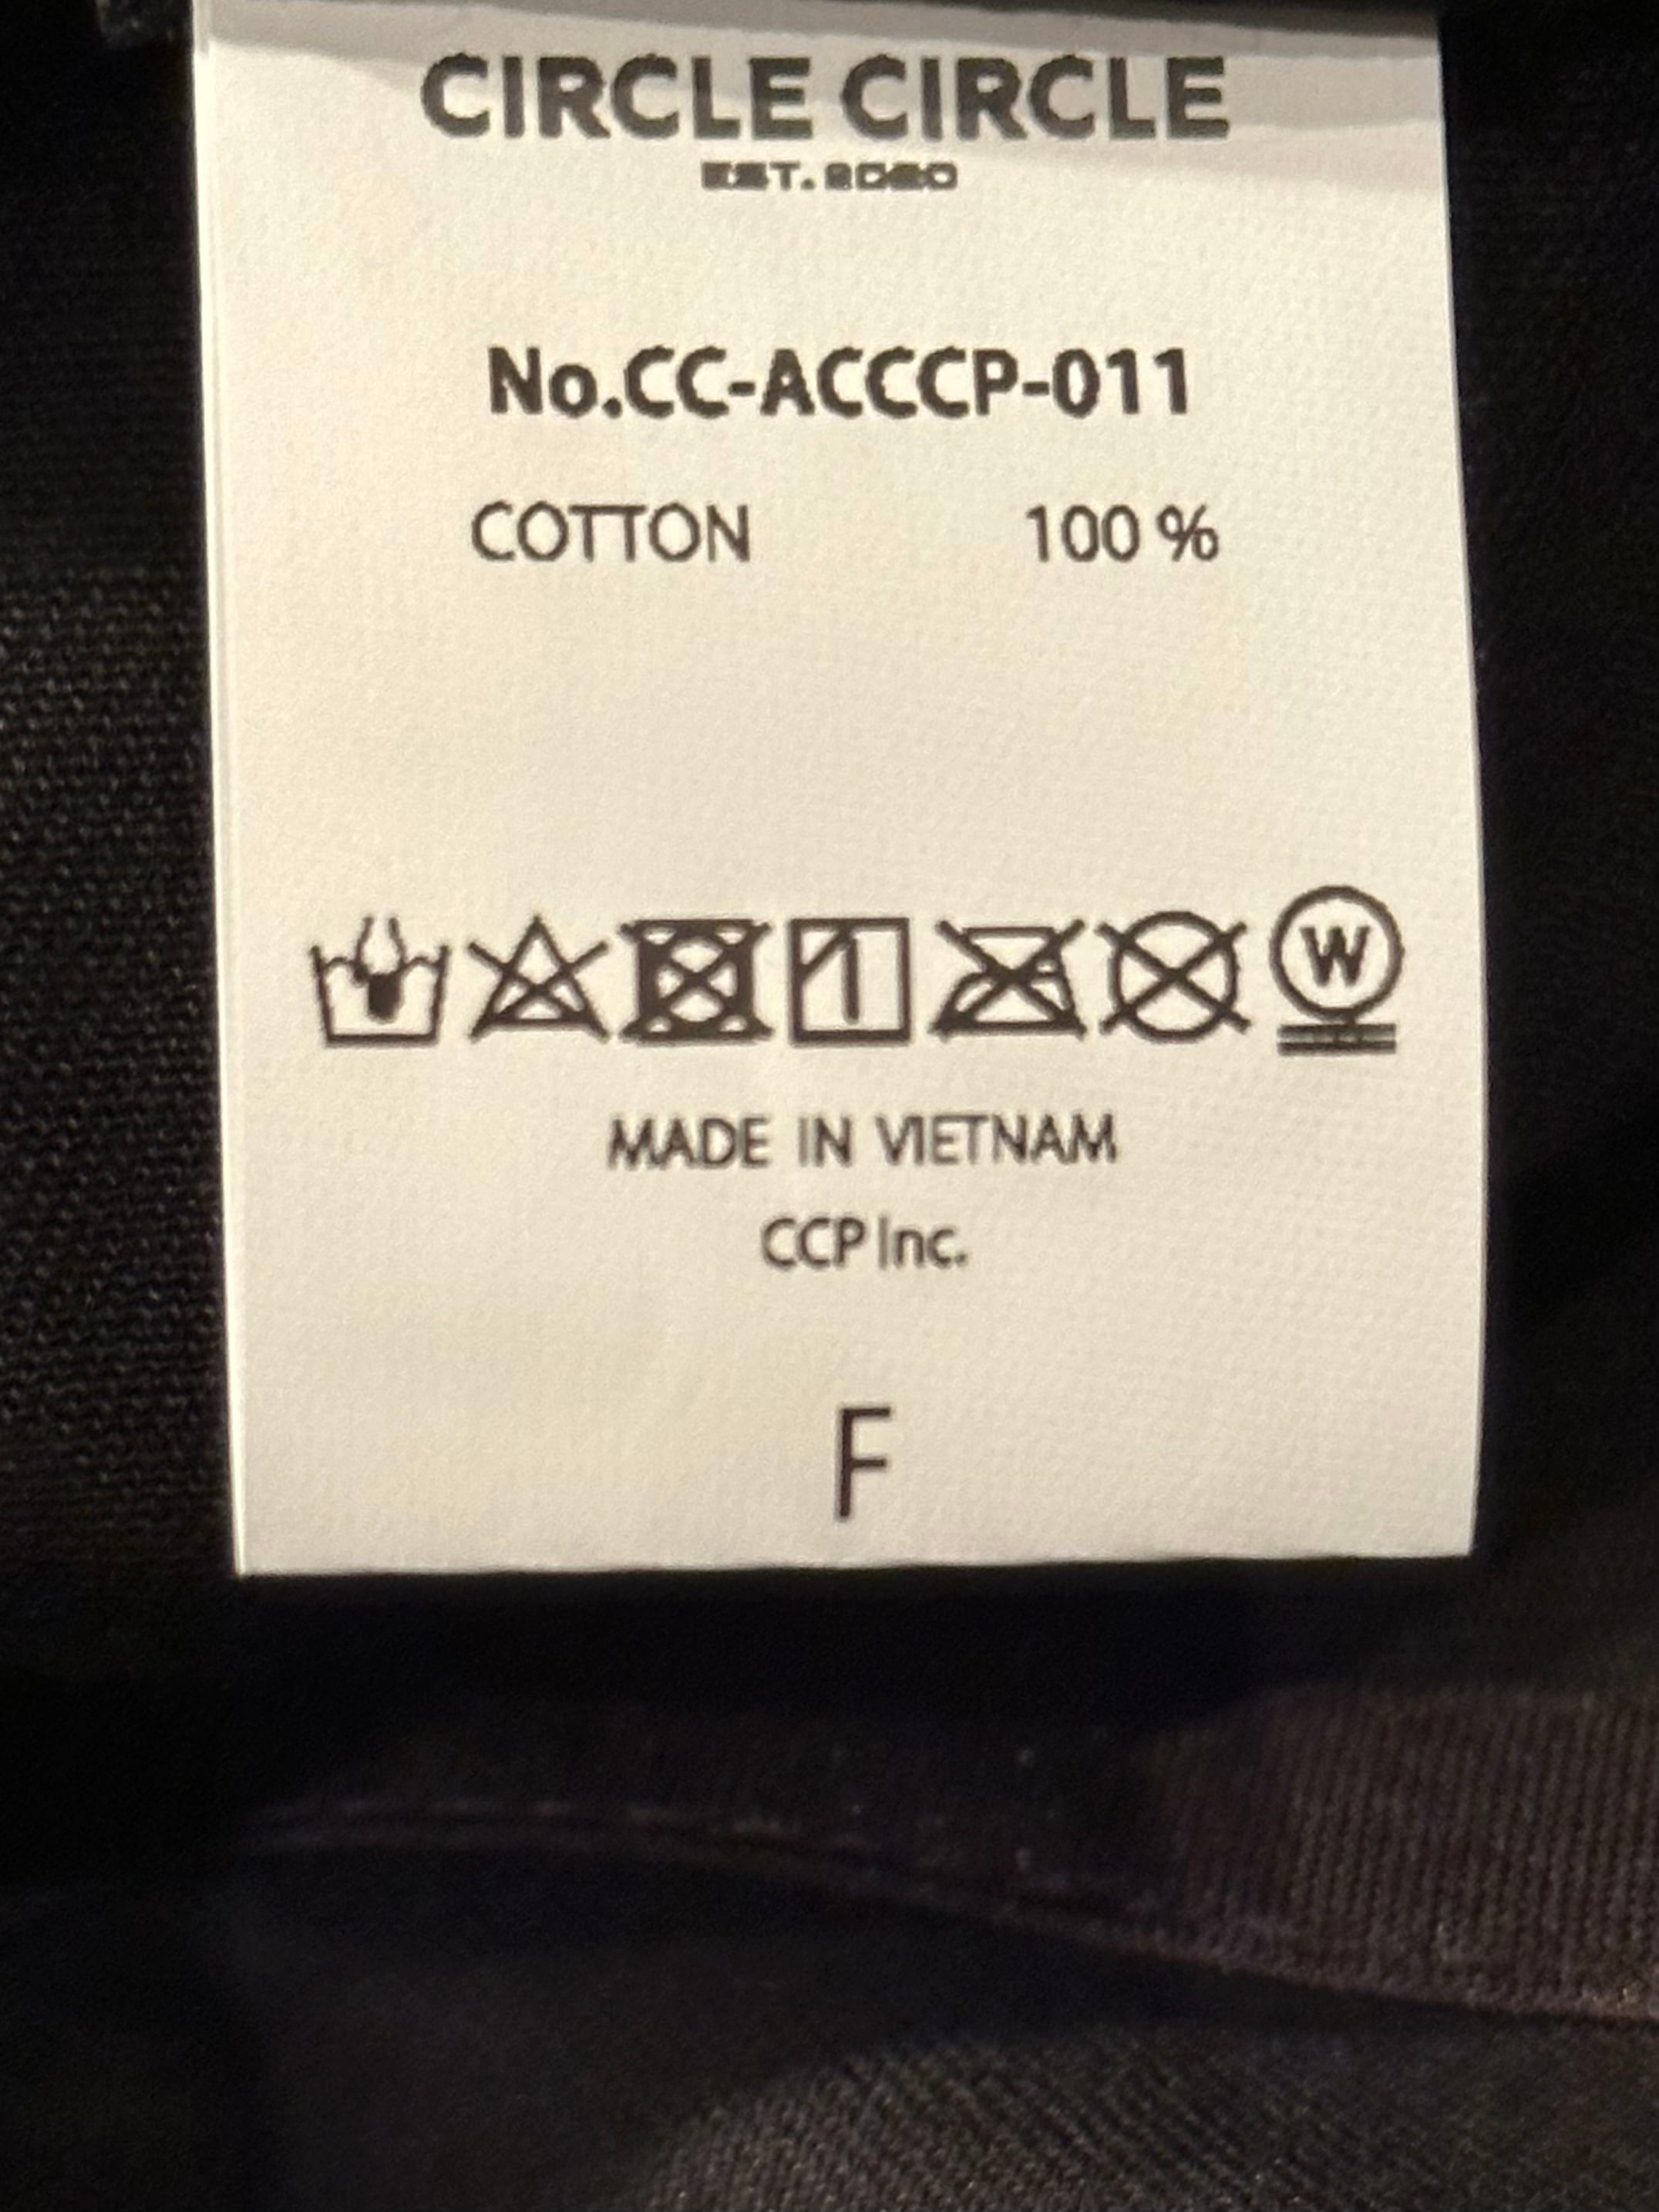 CIRCLE CIRCLE
EST. 2020
No.CC-ACCCP-011
COTTON 100 %
W
MADE IN VIETNAM
CCP Inc.
F